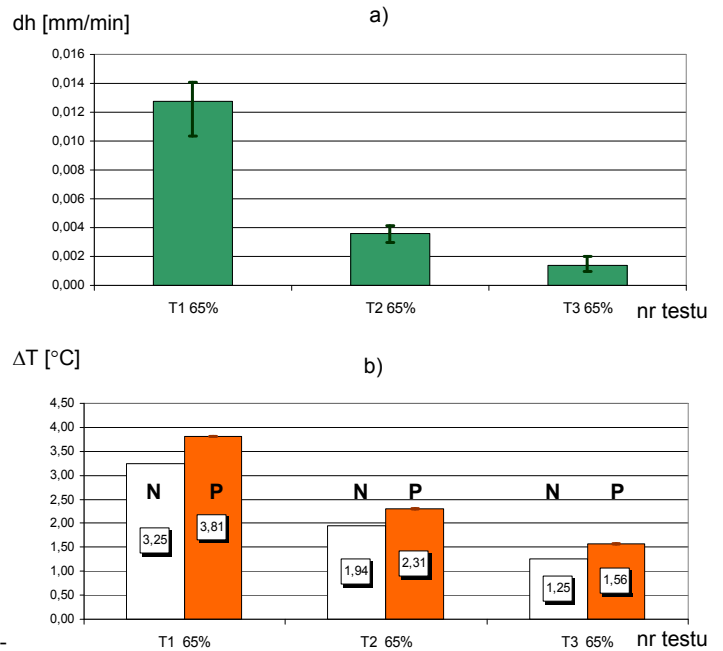 a)
dh [mm/min]
0,016
0,014
0,012
0,010
0,008
0,006
0,004
0,002
0,000
T1 65% T2 65% T3 65% nr testu
ΔT [°C]
b)
4,50
4,00
3,50
3,00
2,50
2,00
1,50
1,00
0,50
0,00
N P N P N P
3,25 3,81 1,94 2,31 1,25 1,56
T1 65% T2 65% T3 65% nr testu
-